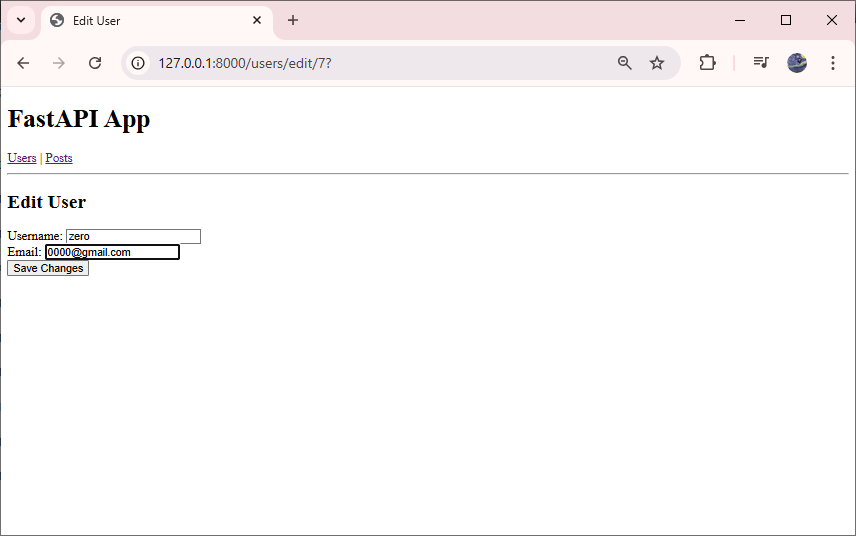 Edit User
127.0.0.1:8000/users/edit/7?
FastAPI App
Users | Posts
Edit User
Username: zero
Email: 0000@gmail.com
Save Changes